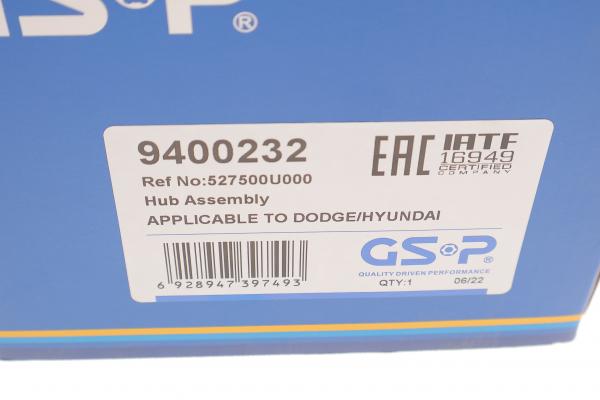 GSP®
9400232
Ref No:527500U000
Hub Assembly
APPLICABLE TO DODGE/HYUNDAI
EAC
IATF
16949
CERTIFIED
COMPANY
6 928947 397493
GSP®
QUALITY DRIVEN PERFORMANCE
QTY:1 06/22